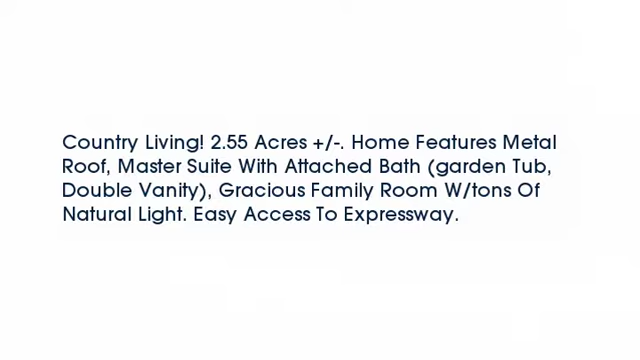 Country Living! 2.55 Acres +/-. Home Features Metal
Roof, Master Suite With Attached Bath (garden Tub,
Double Vanity), Gracious Family Room W/tons Of
Natural Light. Easy Access To Expressway.